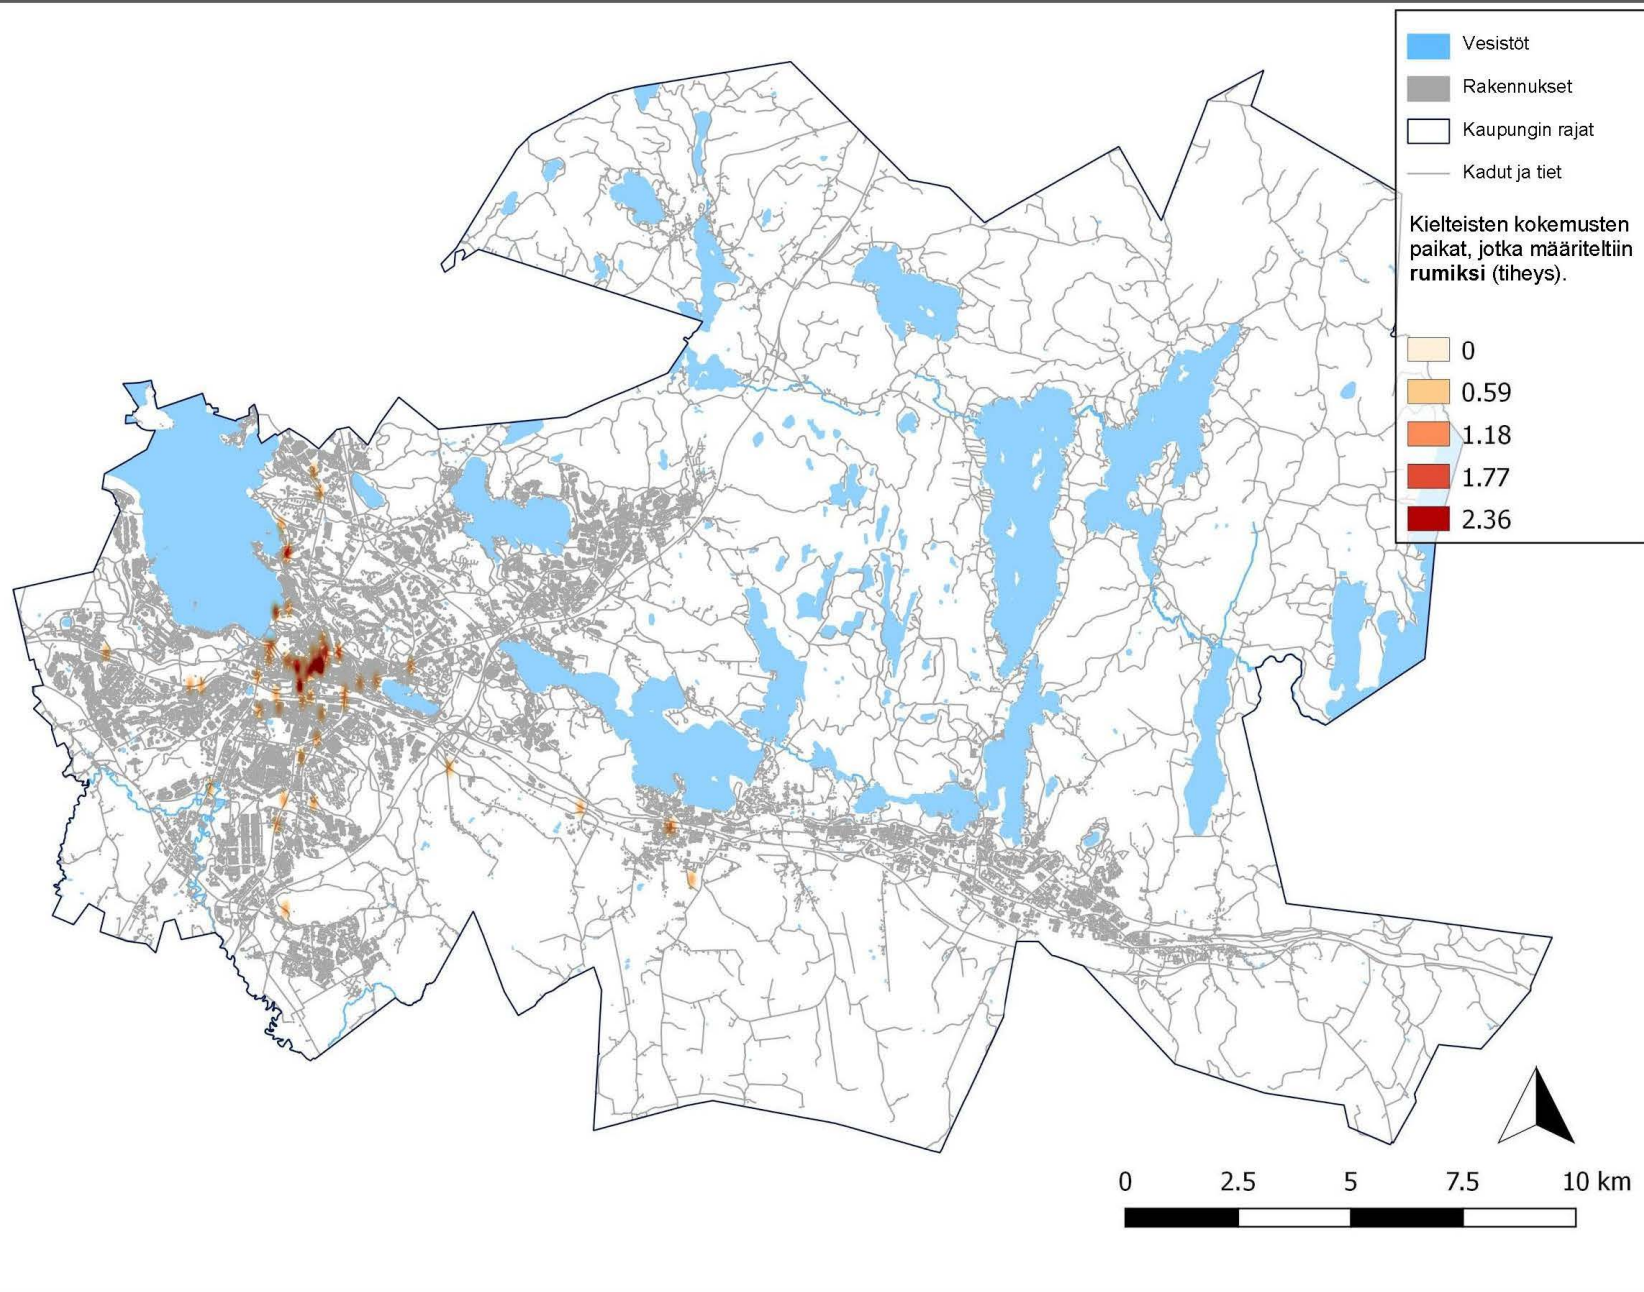 Vesistöt
Rakennukset
Kaupungin rajat
Kadut ja tiet
Kielteisten kokemusten
paikat, jotka määriteltiin
rumiksi (tiheys).
0
0.59
1.18
1.77
2.36
0 2.5 5 7.5 10 km